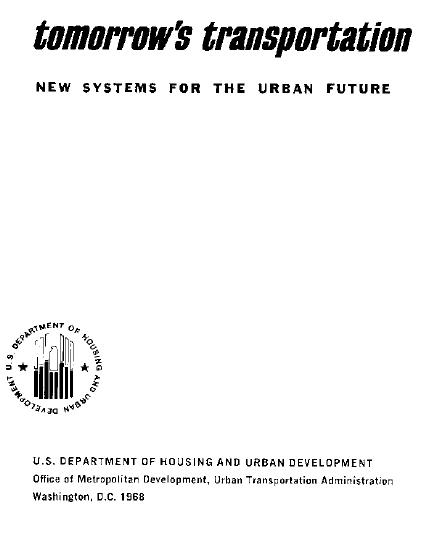 tomorrow's transportation
NEW SYSTEMS FOR THE URBAN FUTURE
U.S. DEPARTMENT OF HOUSING AND URBAN DEVELOPMENT
U.S. DEPARTMENT OF HOUSING AND URBAN DEVELOPMENT
Office of Metropolitan Development, Urban Transportation Administration
Washington, D.C. 1968